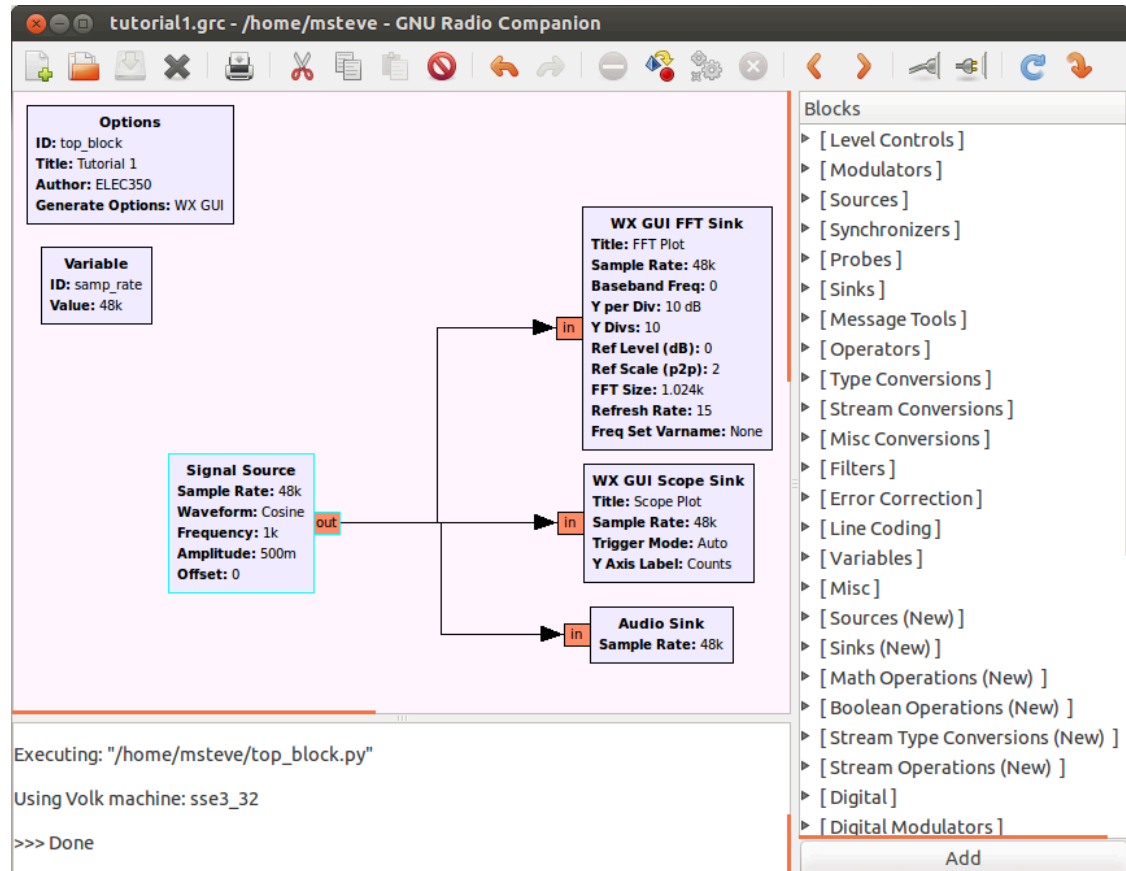 tutorial1.grc - /home/msteve - GNU Radio Companion
Options
ID: top_block
Title: Tutorial 1
Author: ELEC350
Generate Options: WX GUI
Variable
ID: samp_rate
Value: 48k
Signal Source
Sample Rate: 48k
Waveform: Cosine
Frequency: 1k
Amplitude: 500m
Offset: 0
out
in
WX GUI FFT Sink
Title: FFT Plot
Sample Rate: 48k
Baseband Freq: 0
Y per Div: 10 dB
Y Divs: 10
Ref Level (dB): 0
Ref Scale (p2p): 2
FFT Size: 1.024k
Refresh Rate: 15
Freq Set Varname: None
in
WX GUI Scope Sink
Title: Scope Plot
Sample Rate: 48k
Trigger Mode: Auto
Y Axis Label: Counts
in
Audio Sink
Sample Rate: 48k
Executing: "/home/msteve/top_block.py"
Using Volk machine: sse3_32
>>> Done
Blocks
[ Level Controls ]
[ Modulators ]
[ Sources ]
[ Synchronizers ]
[ Probes ]
[ Sinks ]
[ Message Tools ]
[ Operators ]
[ Type Conversions ]
[ Stream Conversions ]
[ Misc Conversions ]
[ Filters ]
[ Error Correction ]
[ Line Coding ]
[ Variables ]
[ Misc ]
[ Sources (New) ]
[ Sinks (New) ]
[ Math Operations (New) ]
[ Boolean Operations (New) ]
[ Stream Type Conversions (New) ]
[ Stream Operations (New) ]
[ Digital ]
[ Digital Modulators ]
Add